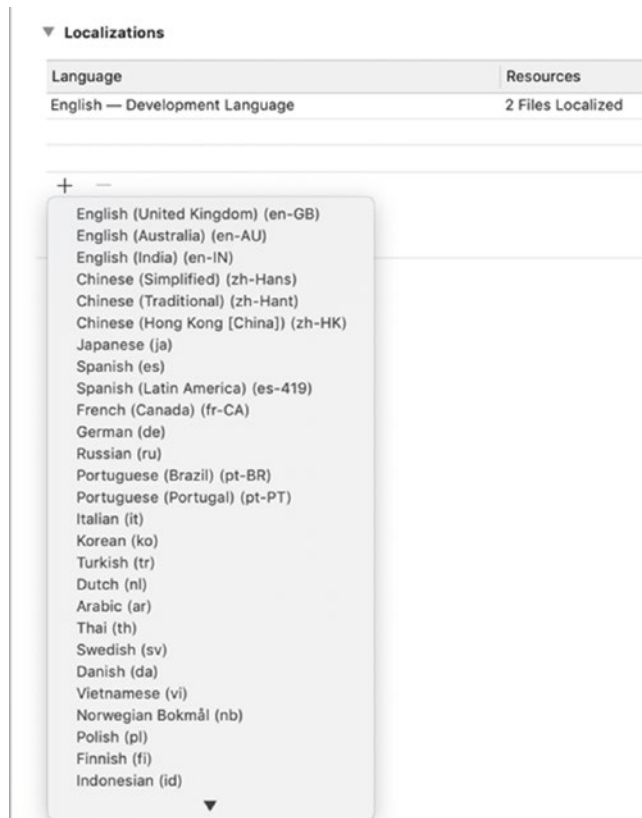 ▼ Localizations
Language Resources
English — Development Language 2 Files Localized
+ —
English (United Kingdom) (en-GB)
English (Australia) (en-AU)
English (India) (en-IN)
Chinese (Simplified) (zh-Hans)
Chinese (Traditional) (zh-Hant)
Chinese (Hong Kong [China]) (zh-HK)
Japanese (ja)
Spanish (es)
Spanish (Latin America) (es-419)
French (Canada) (fr-CA)
German (de)
Russian (ru)
Portuguese (Brazil) (pt-BR)
Portuguese (Portugal) (pt-PT)
Italian (it)
Korean (ko)
Turkish (tr)
Dutch (nl)
Arabic (ar)
Thai (th)
Swedish (sv)
Danish (da)
Vietnamese (vi)
Norwegian Bokmål (nb)
Polish (pl)
Finnish (fi)
Indonesian (id)
▼